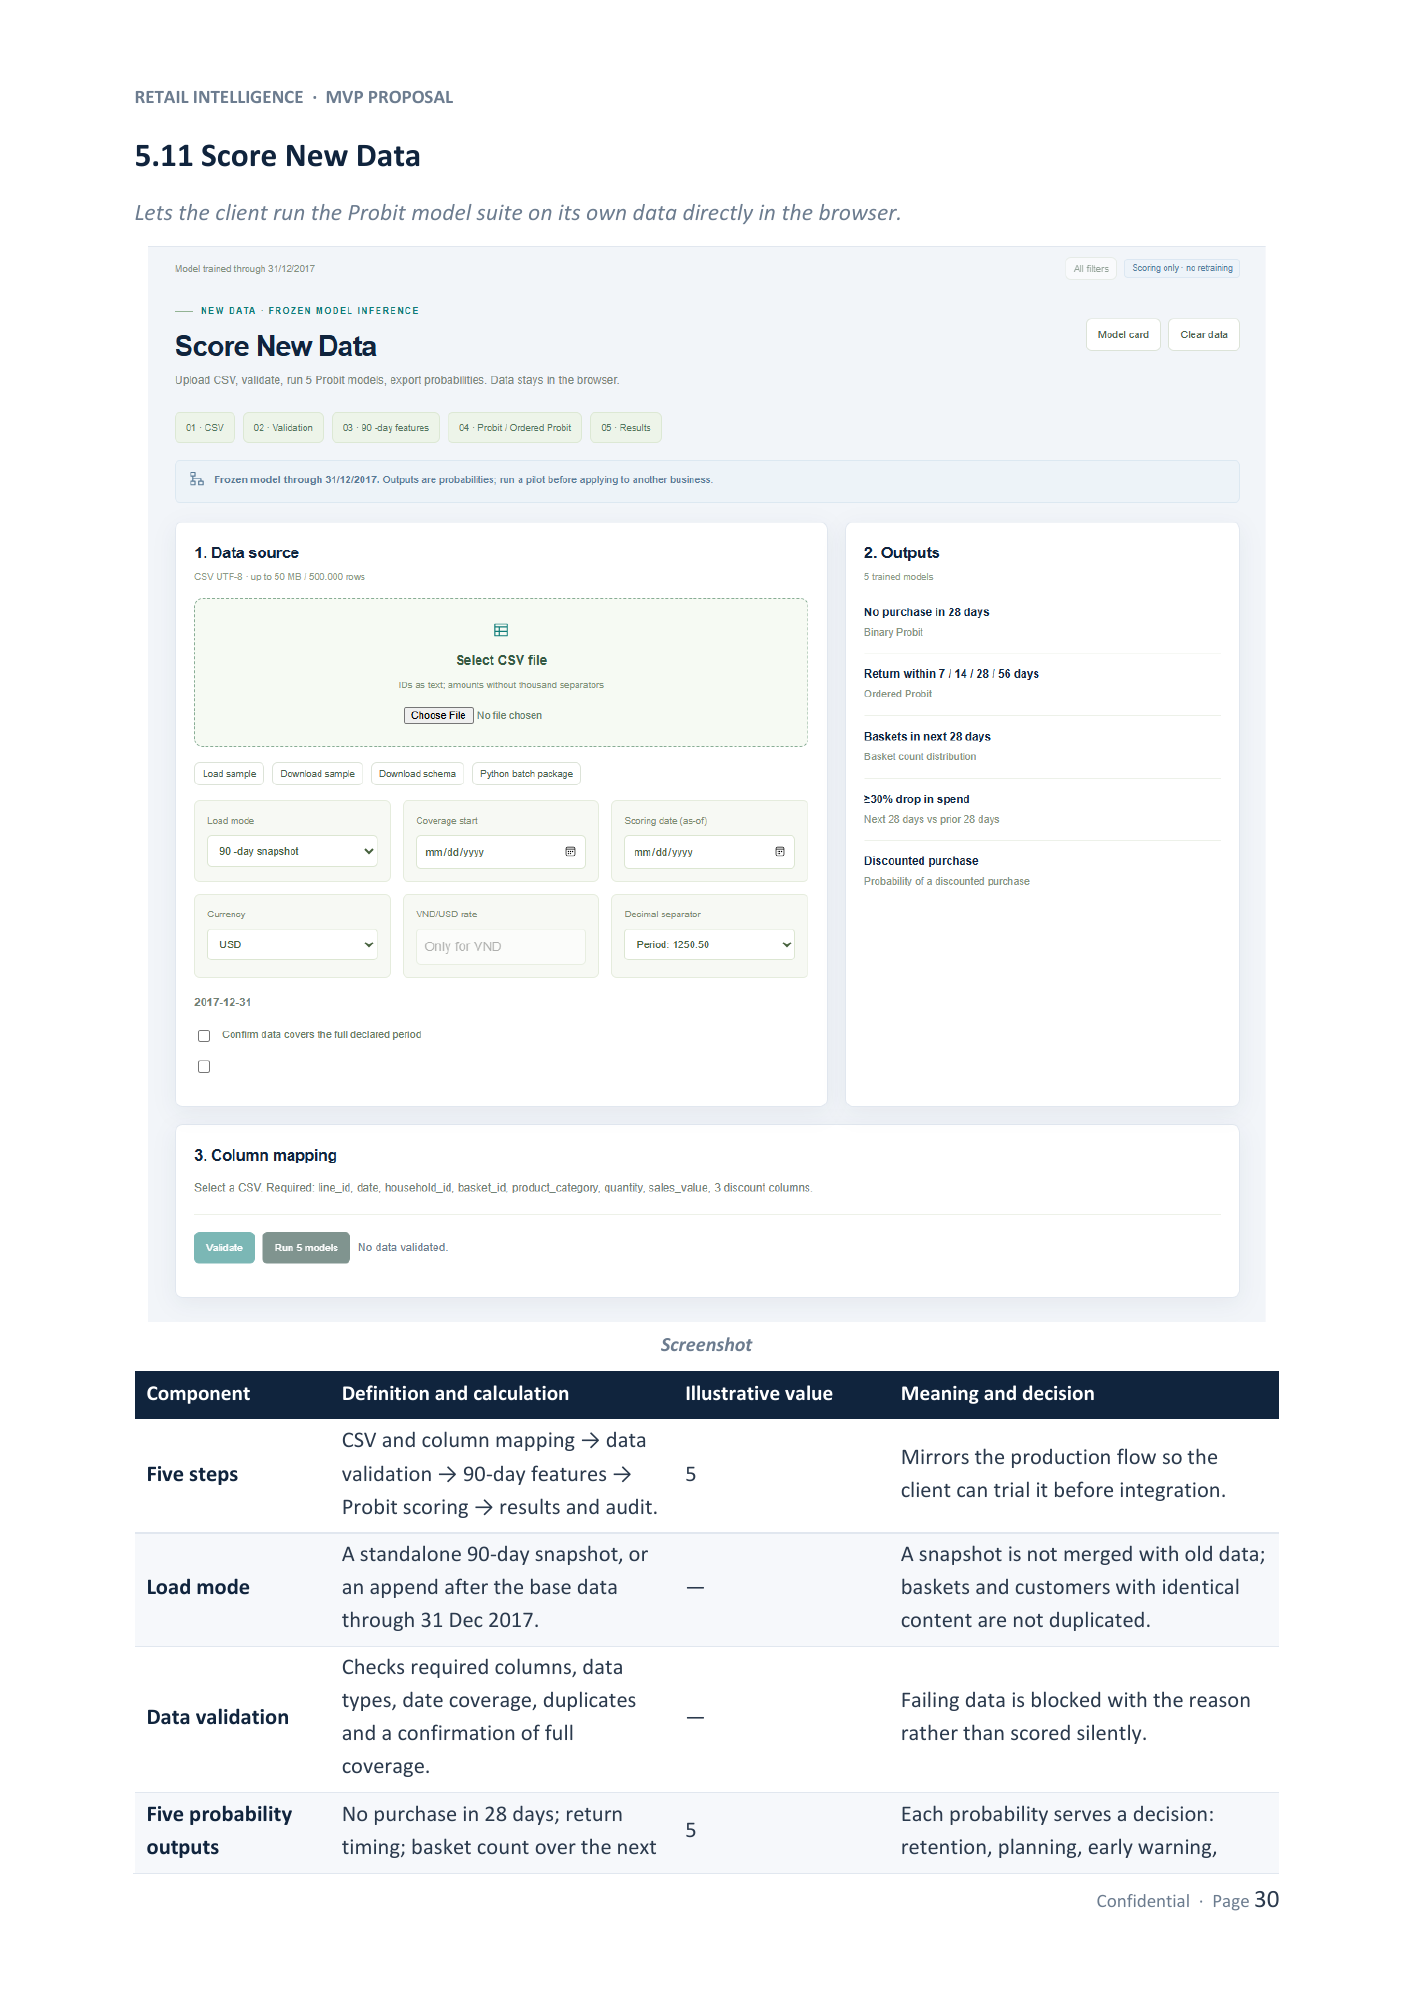 RETAIL INTELLIGENCE · MVP PROPOSAL
5.11 Score New Data
Lets the client run the Probit model suite on its own data directly in the browser.
Model trained through 31/12/2017
All filters
Scoring only · no retraining
NEW DATA · FROZEN MODEL INFERENCE
Score New Data
Model card
Clear data
Upload CSV, validate, run 5 Probit models, export probabilities. Data stays in the browser.
01 · CSV
02 · Validation
03 · 90 -day features
04 · Probit / Ordered Probit
05 · Results
Frozen model through 31/12/2017. Outputs are probabilities; run a pilot before applying to another business.
1. Data source
CSV UTF-8 · up to 50 MB / 500.000 rows
Select CSV file
IDs as text; amounts without thousand separators
Choose File No file chosen
Load sample
Download sample
Download schema
Python batch package
Load mode
90 -day snapshot
Coverage start
mm/dd/yyyy
Scoring date (as-of)
mm/dd/yyyy
Currency
USD
VND/USD rate
Only for VND
Decimal separator
Period: 1250.50
2017-12-31
Confirm data covers the full declared period
2. Outputs
5 trained models
No purchase in 28 days
Binary Probit
Return within 7 / 14 / 28 / 56 days
Ordered Probit
Baskets in next 28 days
Basket count distribution
≥30% drop in spend
Next 28 days vs prior 28 days
Discounted purchase
Probability of a discounted purchase
3. Column mapping
Select a CSV. Required: line_id, date, household_id, basket_id, product_category, quantity, sales_value, 3 discount columns.
Validate
Run 5 models
No data validated.
Screenshot
Component
Definition and calculation
Illustrative value
Meaning and decision
Five steps
CSV and column mapping → data
validation → 90-day features →
Probit scoring → results and audit.
5
Mirrors the production flow so the
client can trial it before integration.
Load mode
A standalone 90-day snapshot, or
an append after the base data
through 31 Dec 2017.
—
A snapshot is not merged with old data;
baskets and customers with identical
content are not duplicated.
Data validation
Checks required columns, data
types, date coverage, duplicates
and a confirmation of full
coverage.
—
Failing data is blocked with the reason
rather than scored silently.
Five probability
outputs
No purchase in 28 days; return
timing; basket count over the next
5
Each probability serves a decision:
retention, planning, early warning,
Confidential · Page 30